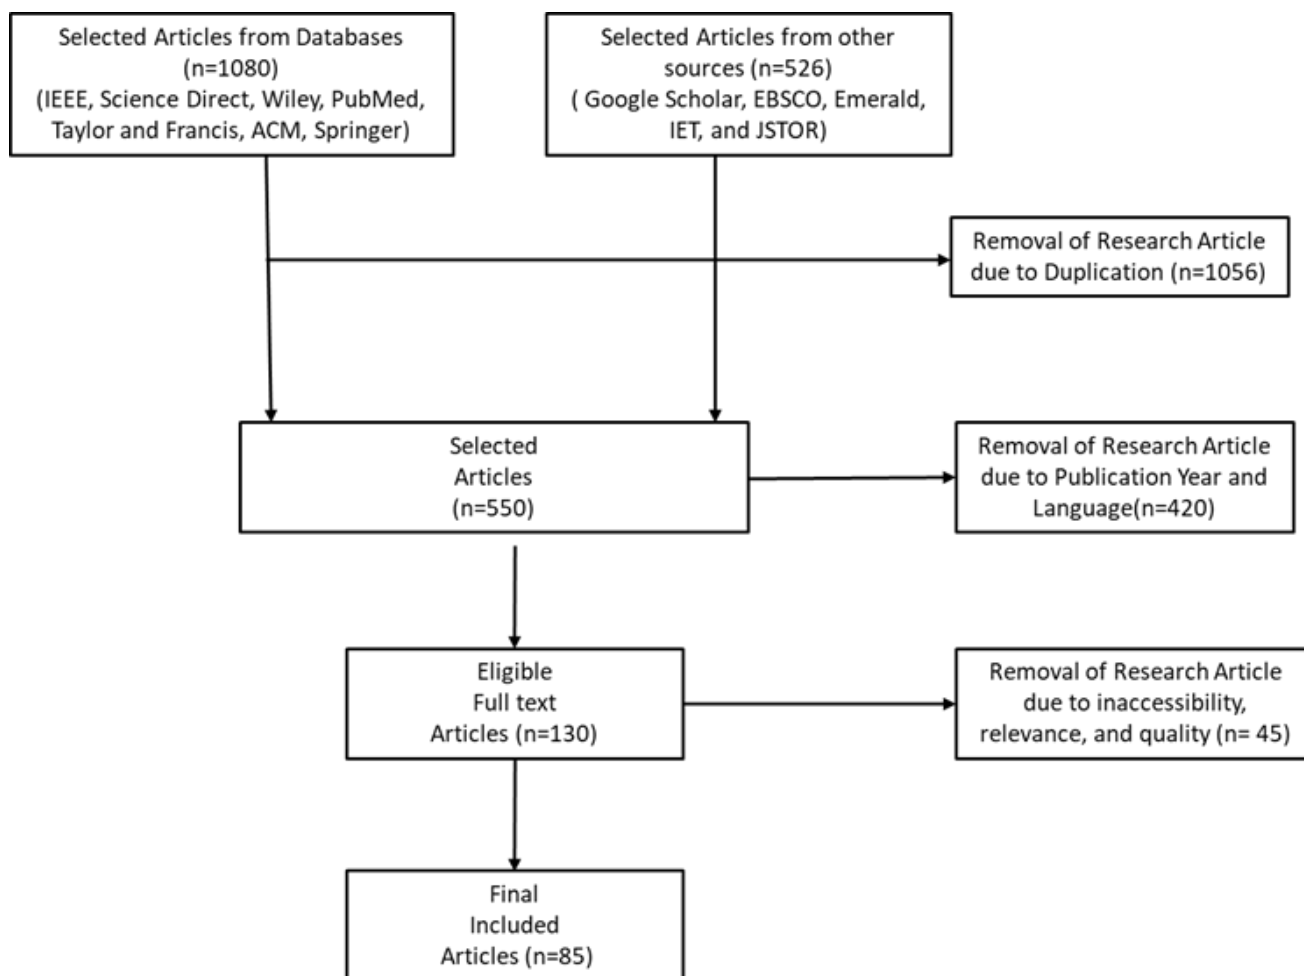 Selected Articles from Databases
(n=1080)
(IEEE, Science Direct, Wiley, PubMed,
Taylor and Francis, ACM, Springer)
Selected Articles from other
sources (n=526)
( Google Scholar, EBSCO, Emerald,
IET, and JSTOR)
Removal of Research Article
due to Duplication (n=1056)
Selected
Articles
(n=550)
Removal of Research Article
due to Publication Year and
Language(n=420)
Eligible
Full text
Articles (n=130)
Removal of Research Article
due to inaccessibility,
relevance, and quality (n= 45)
Final
Included
Articles (n=85)